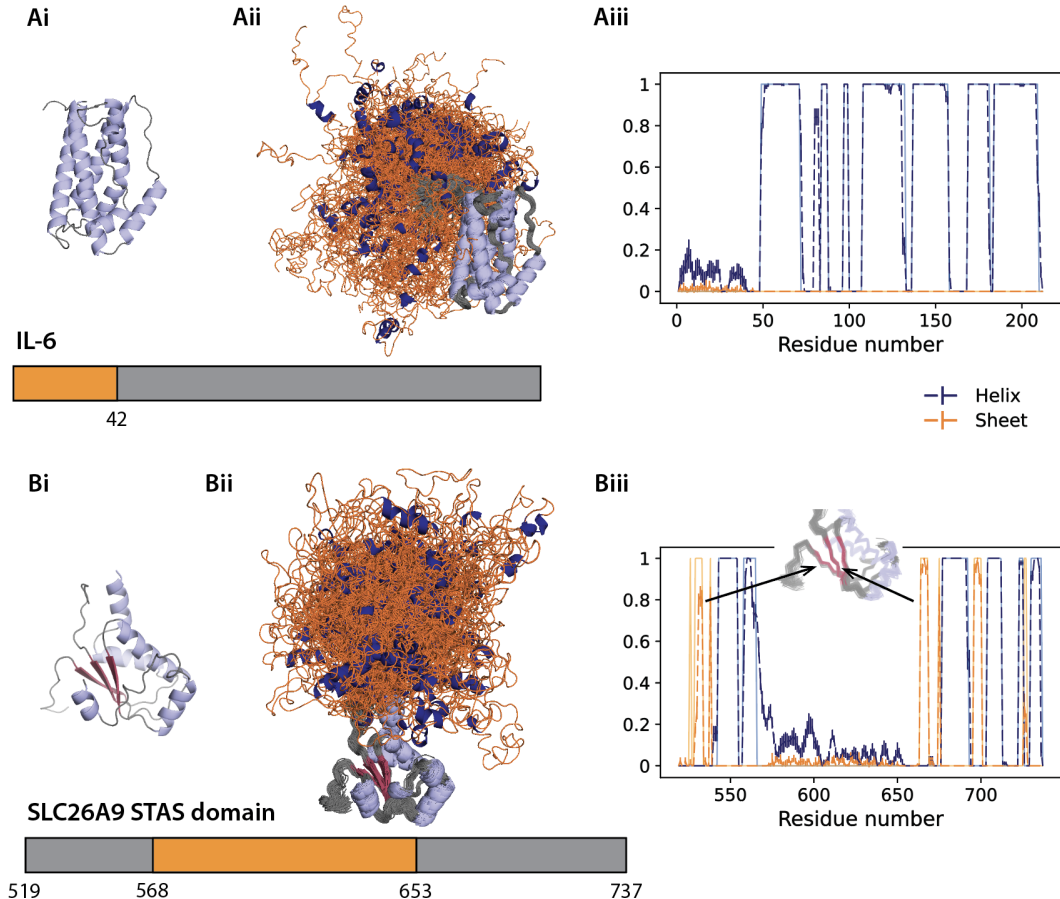 Ai
Aii
Aiii
1
0.8
0.6
0.4
0.2
0
0 50 100 150 200
Residue number
IL-6
42
Helix
Sheet
Bi
Bii
Biii
1
0.8
0.6
0.4
0.2
0
550 600 650 700
Residue number
SLC26A9 STAS domain
519 568 653 737